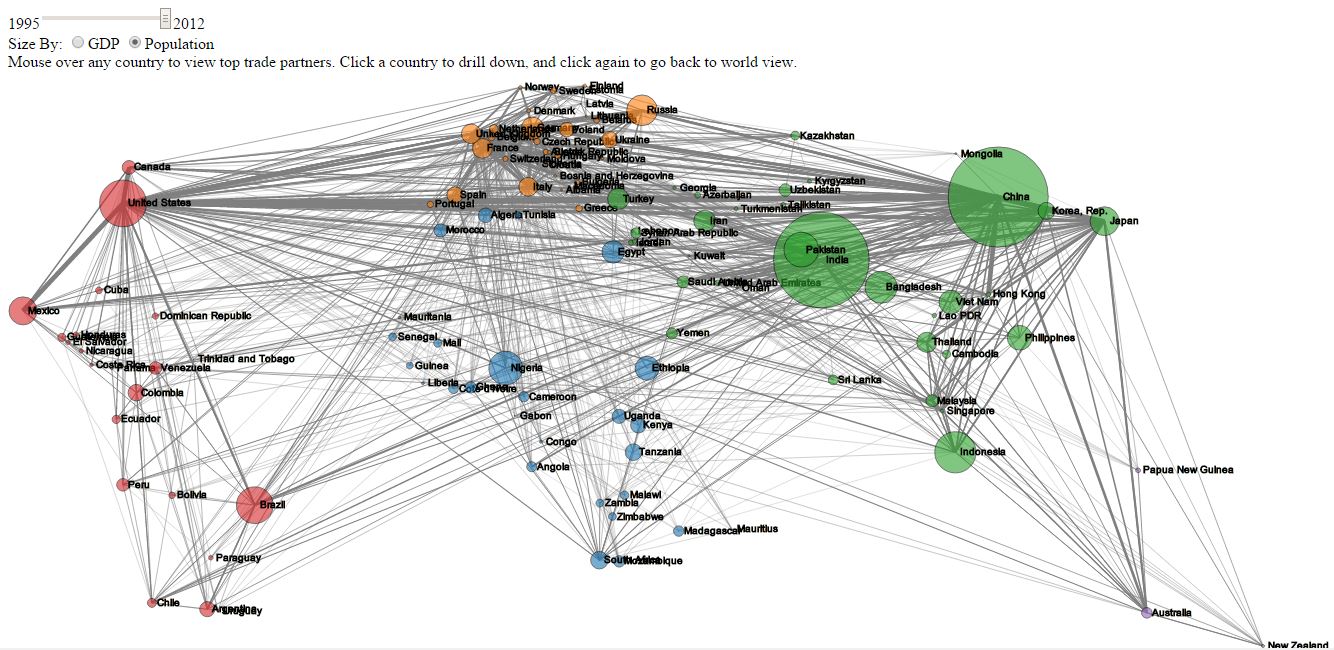 1995 2012
Size By: GDP Population
Mouse over any country to view top trade partners. Click a country to drill down, and click again to go back to world view.
Norway
Finland
Sweden
Estonia
Latvia
Denmark
Russia
Lithuania
Belarus
United Kingdom
Netherlands
Germany
Poland
Kazakhstan
Belgium
Ukraine
Czech Republic
France
Slovak Republic
Mongolia
Switzerland
Hungary
Moldova
Croatia
Canada
Bosnia and Herzegovina
Bulgaria
Kyrgyzstan
Italy
Macedonia
Albania
Georgia
Uzbekistan
Spain
Azerbaijan
China
Turkey
United States
Portugal
Greece
Turkmenistan
Tajikistan
Korea, Rep.
Algeria
Tunisia
Iran
Japan
Morocco
Lebanon
Syrian Arab Republic
Jordan
Egypt
Kuwait
Pakistan
India
Saudi Arabia
United Arab Emirates
Oman
Bangladesh
Cuba
Hong Kong
Viet Nam
Mexico
Dominican Republic
Mauritania
Lao PDR
Honduras
Guatemala
El Salvador
Senegal
Mali
Yemen
Thailand
Philippines
Nicaragua
Cambodia
Trinidad and Tobago
Costa Rica
Panama
Venezuela
Guinea
Nigeria
Ethiopia
Sri Lanka
Liberia
Cote d'Ivoire
Ghana
Colombia
Cameroon
Malaysia
Singapore
Ecuador
Gabon
Uganda
Kenya
Congo
Tanzania
Indonesia
Angola
Papua New Guinea
Peru
Bolivia
Malawi
Zambia
Brazil
Zimbabwe
Madagascar
Mauritius
Paraguay
South Africa
Mozambique
Chile
Argentina
Uruguay
Australia
New Zealand